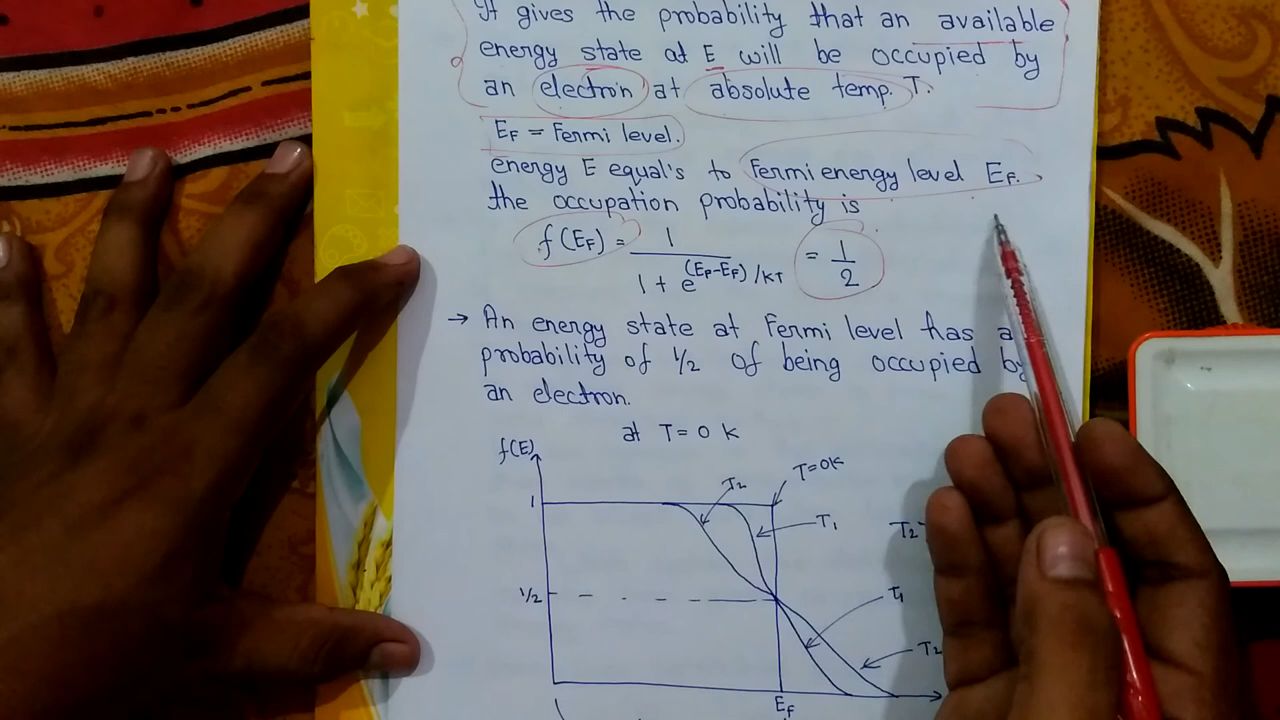 It gives the probability that an available
energy state at E will be occupied by
an electron at absolute temp. T.
EF = Fermi level.
energy E equal's to Fermi energy level EF.
the occupation probability is
f(EF) = 1 / 1 + e^(EF-EF)/KT = 1/2
→ An energy state at Fermi level has a
probability of 1/2 of being occupied by
an electron.
at T = 0 K
f(E)
T2
T=0K
1
T1
T2
1/2
T1
T2
EF